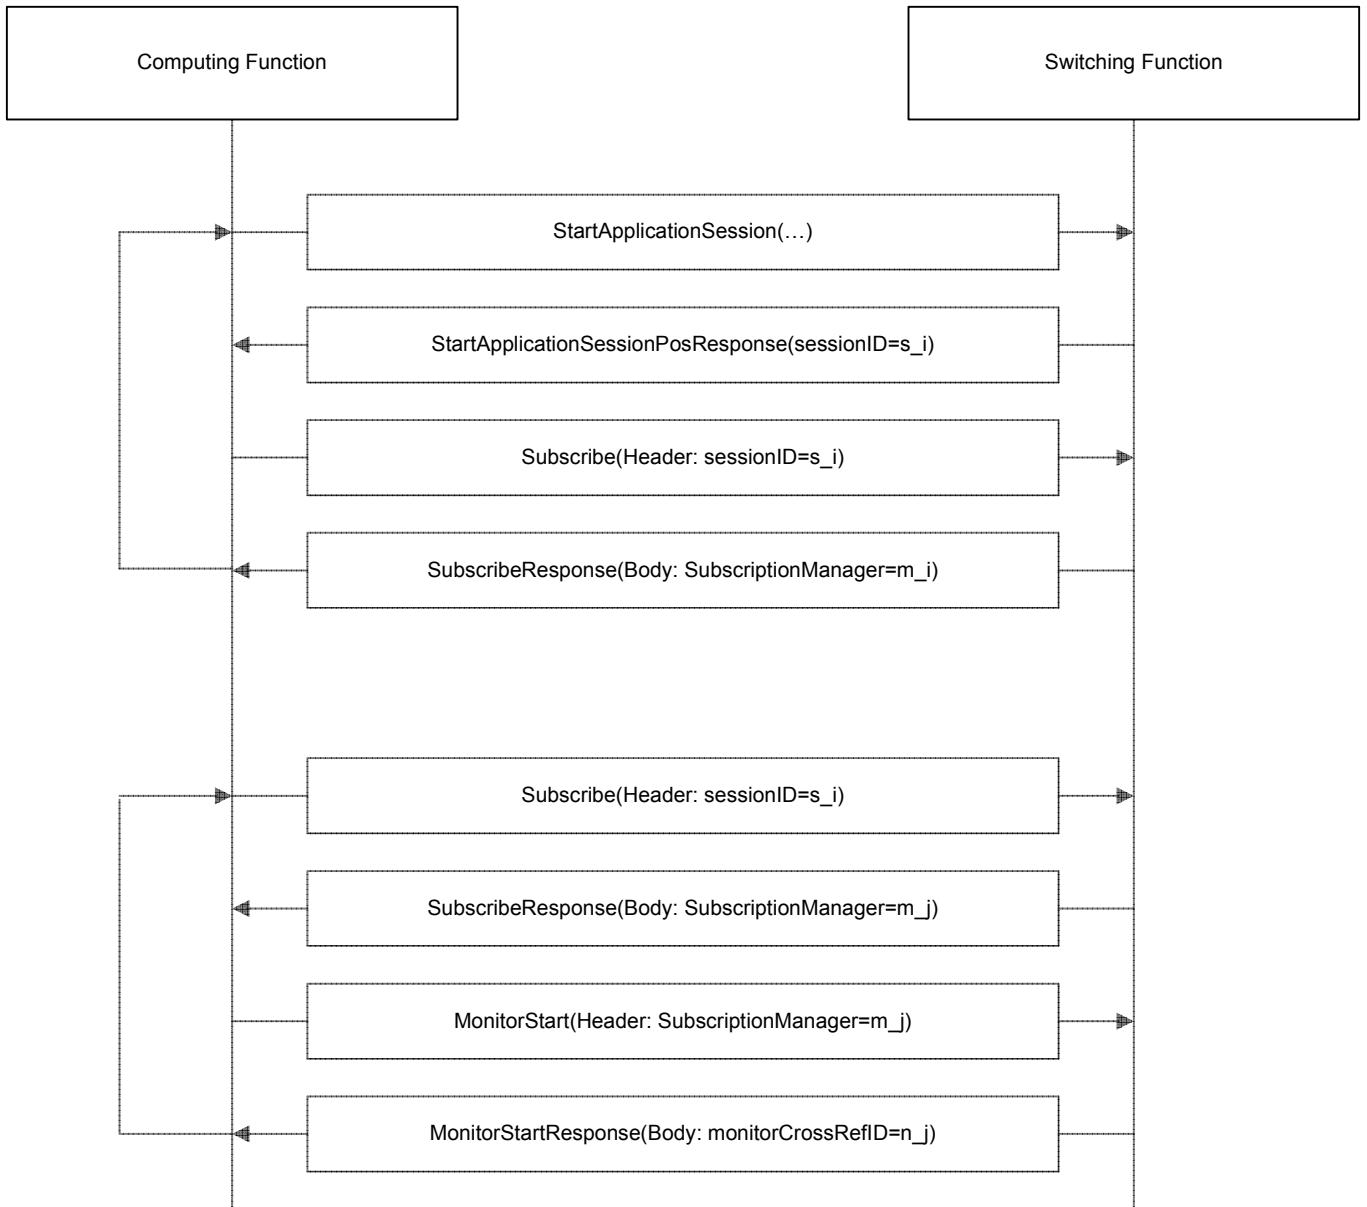 Computing Function
Switching Function
StartApplicationSession(…)
StartApplicationSessionPosResponse(sessionID=s_i)
Subscribe(Header: sessionID=s_i)
SubscribeResponse(Body: SubscriptionManager=m_i)
Subscribe(Header: sessionID=s_i)
SubscribeResponse(Body: SubscriptionManager=m_j)
MonitorStart(Header: SubscriptionManager=m_j)
MonitorStartResponse(Body: monitorCrossRefID=n_j)